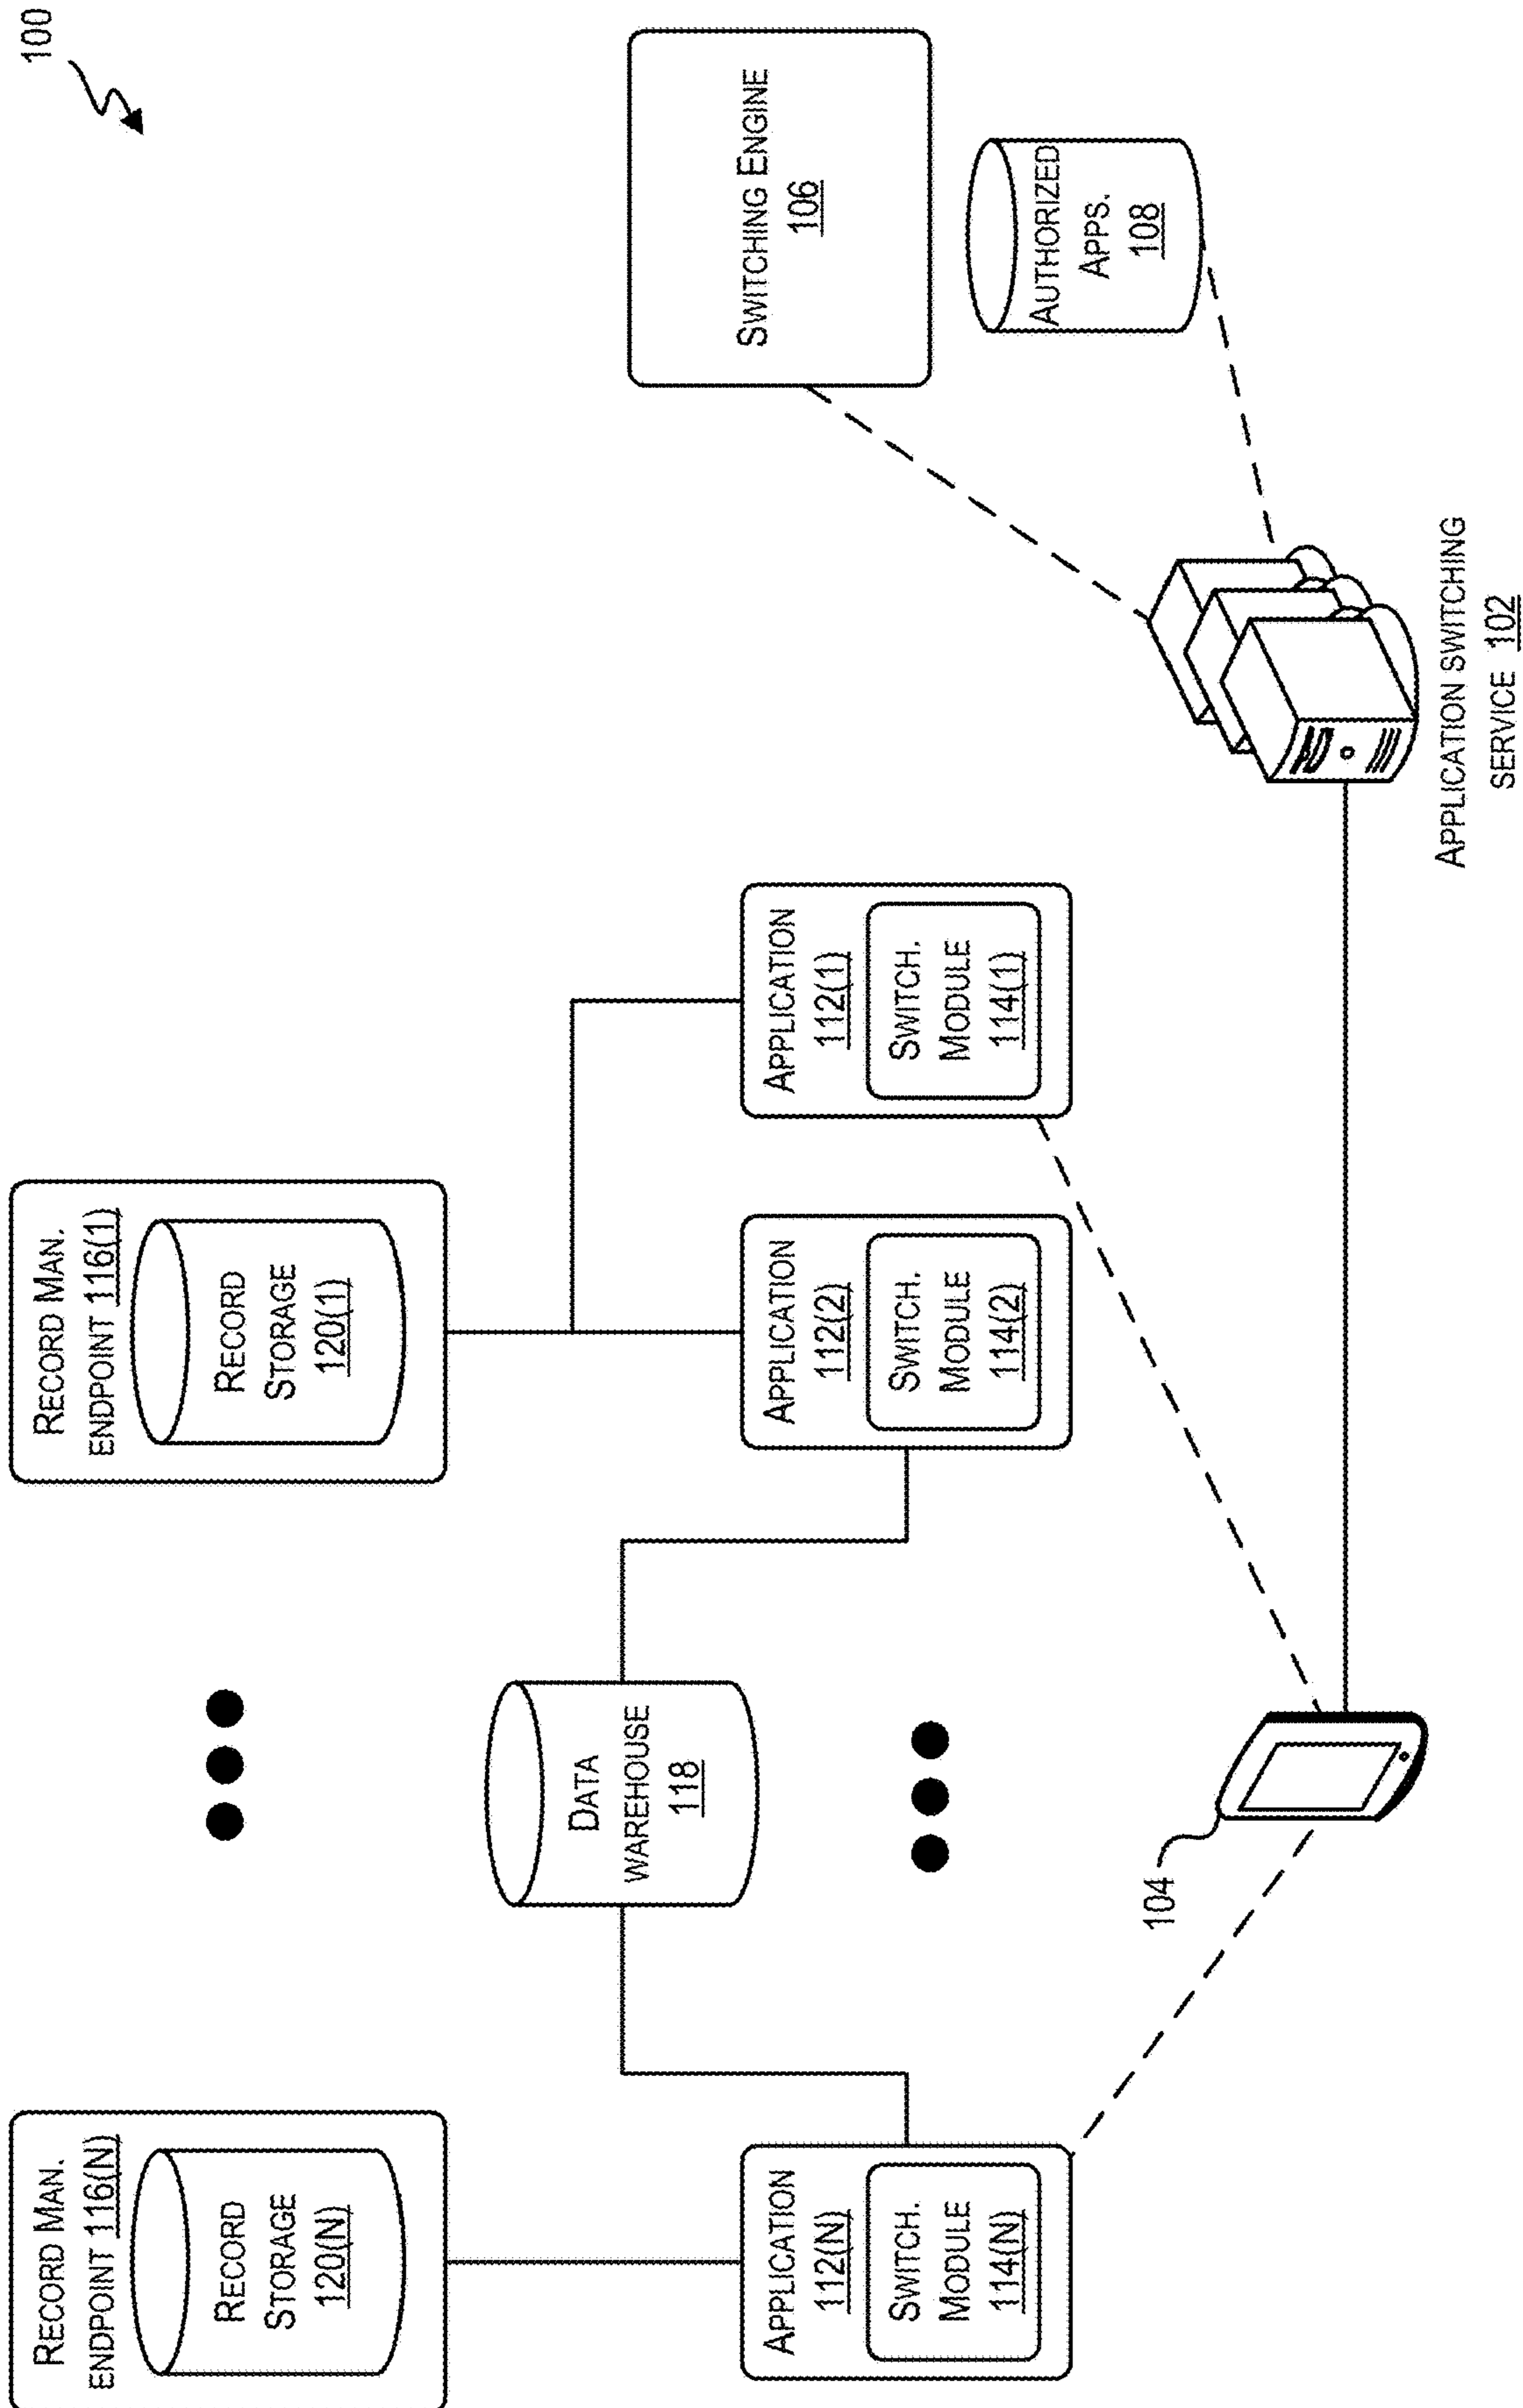 100
RECORD MAN.
ENDPOINT 116(N)
RECORD
STORAGE
120(N)
RECORD MAN.
ENDPOINT 116(1)
RECORD
STORAGE
120(1)
DATA
WAREHOUSE
118
APPLICATION
112(N)
SWITCH.
MODULE
114(N)
APPLICATION
112(2)
SWITCH.
MODULE
114(2)
APPLICATION
112(1)
SWITCH.
MODULE
114(1)
SWITCHING ENGINE
106
AUTHORIZED
APPS.
108
104
APPLICATION SWITCHING
SERVICE 102